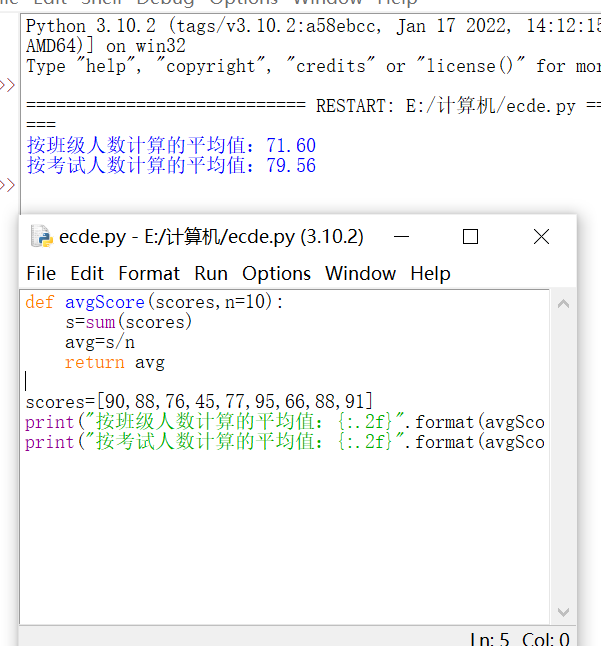 Edit Shell Debug Options Window Help
Python 3.10.2 (tags/v3.10.2:a58ebcc, Jan 17 2022, 14:12:15
AMD64)] on win32
Type "help", "copyright", "credits" or "license()" for mor
>>
============================ RESTART: E:/计算机/ecde.py ==
===
按班级人数计算的平均值：71.60
按考试人数计算的平均值：79.56
>>
ecde.py - E:/计算机/ecde.py (3.10.2)
File Edit Format Run Options Window Help
def avgScore(scores,n=10):
    s=sum(scores)
    avg=s/n
    return avg
scores=[90,88,76,45,77,95,66,88,91]
print("按班级人数计算的平均值：{:.2f}".format(avgSco
print("按考试人数计算的平均值：{:.2f}".format(avgSco
Ln: 5 Col: 0